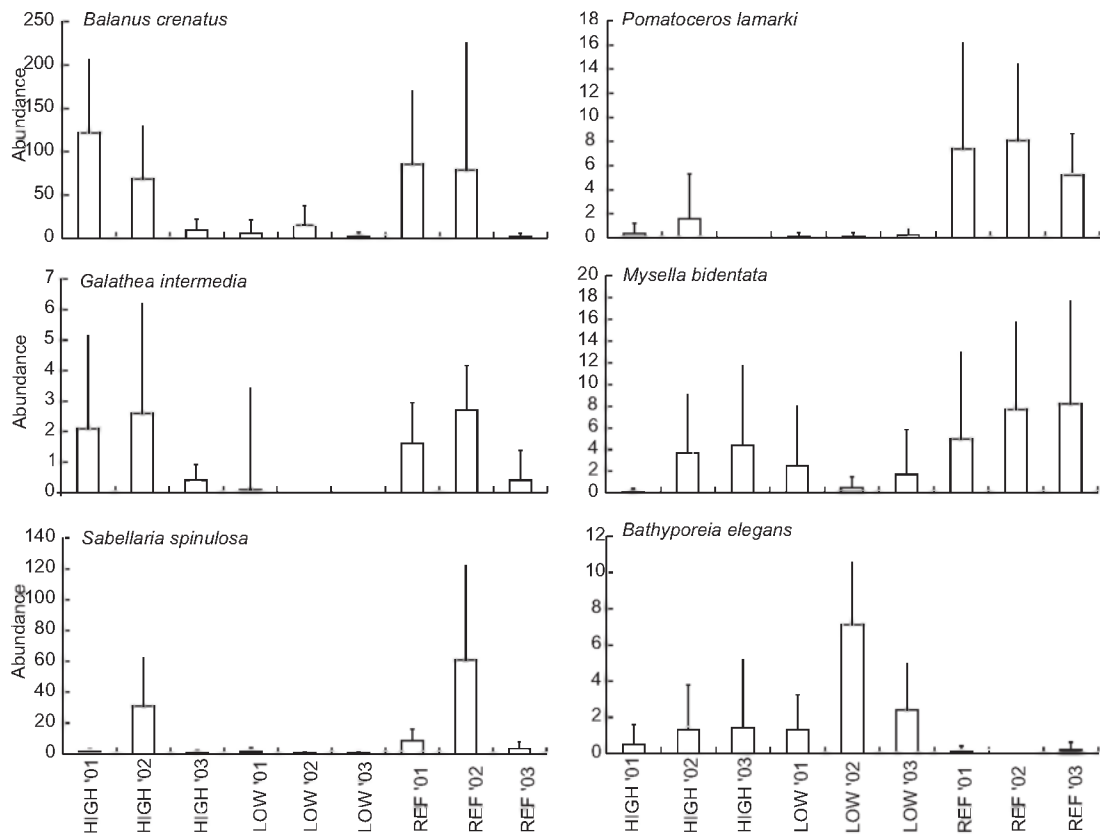 Balanus crenatus
Abundance
250
200
150
100
50
0
Pomatoceros lamarki
18
16
14
12
10
8
6
4
2
0
Galathea intermedia
Abundance
7
6
5
4
3
2
1
0
Mysella bidentata
20
18
16
14
12
10
8
6
4
2
0
Sabellaria spinulosa
Abundance
140
120
100
80
60
40
20
0
HIGH '01
HIGH '02
HIGH '03
LOW '01
LOW '02
LOW '03
REF '01
REF '02
REF '03
Bathyporeia elegans
12
10
8
6
4
2
0
HIGH '01
HIGH '02
HIGH '03
LOW '01
LOW '02
LOW '03
REF '01
REF '02
REF '03